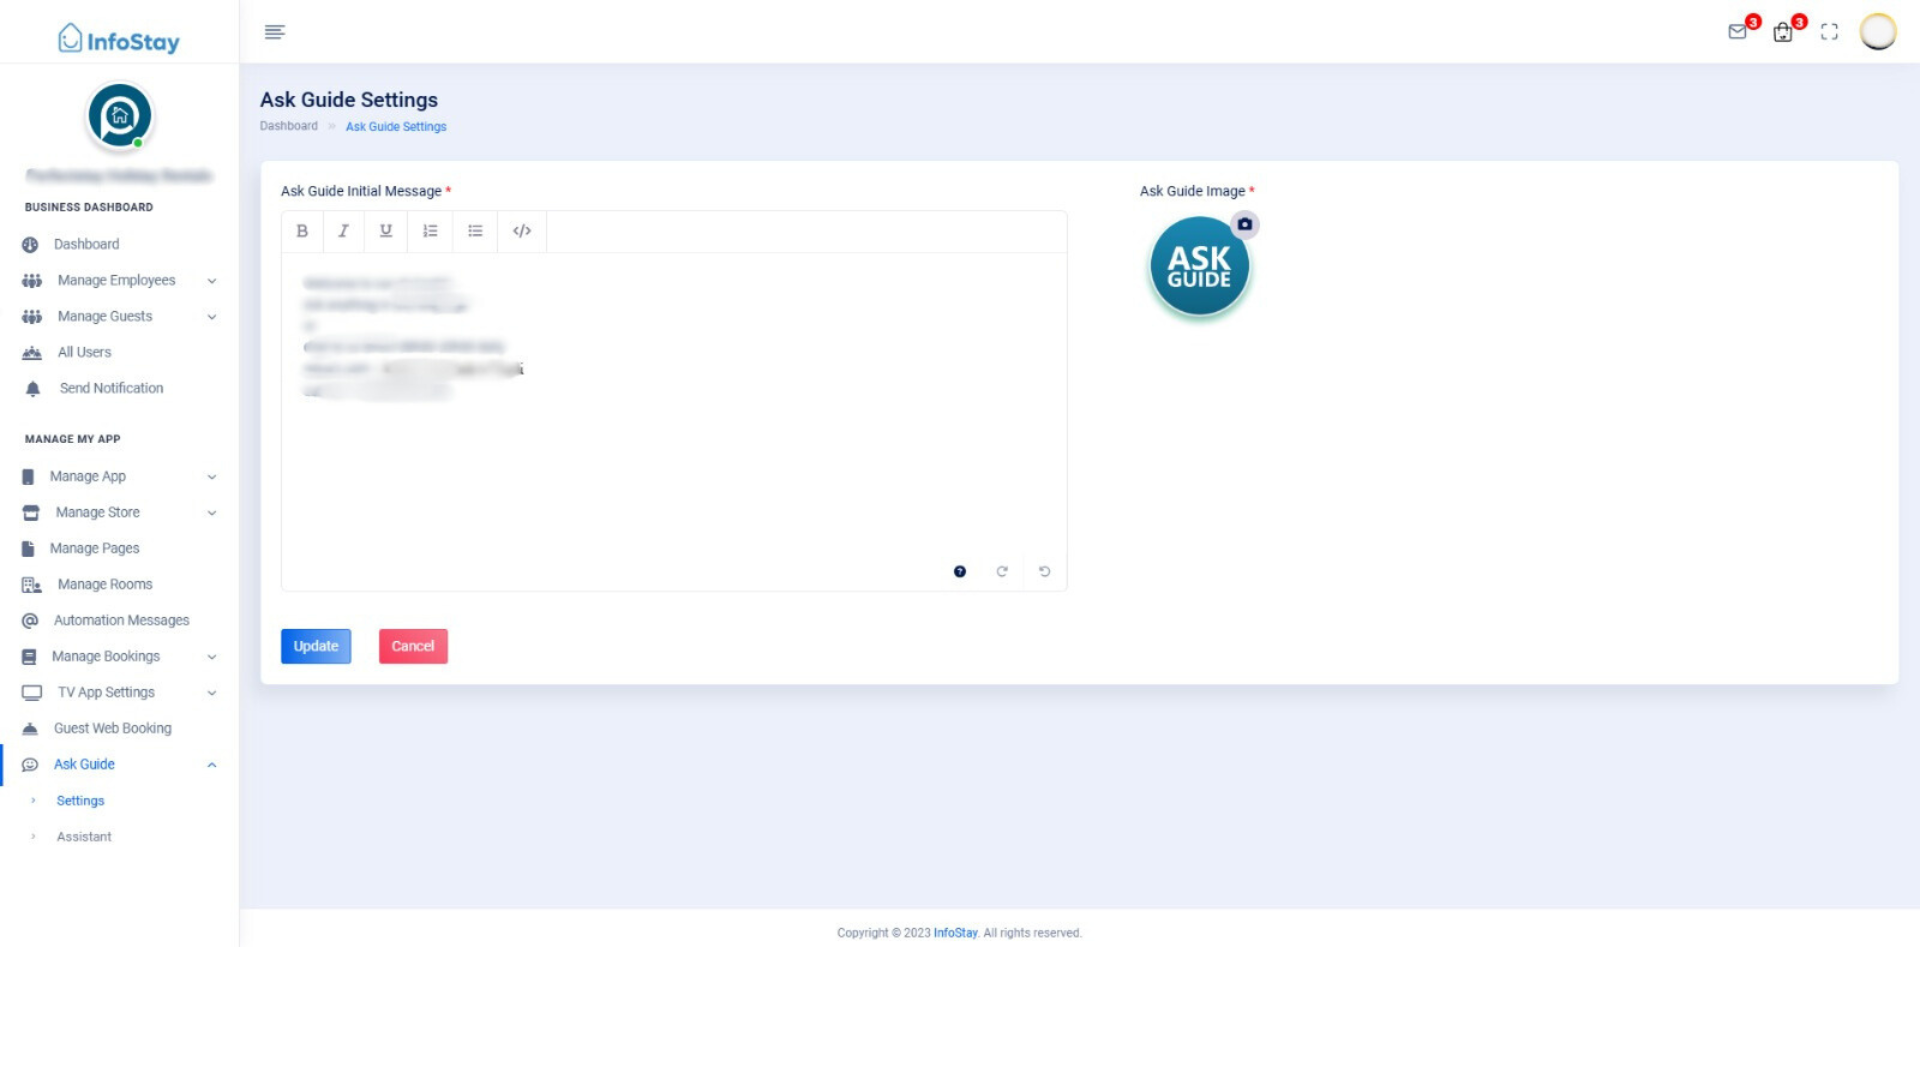 InfoStay
3
3
BUSINESS DASHBOARD
Dashboard
Manage Employees
Manage Guests
All Users
Send Notification
MANAGE MY APP
Manage App
Manage Store
Manage Pages
Manage Rooms
Automation Messages
Manage Bookings
TV App Settings
Guest Web Booking
Ask Guide
Settings
Assistant
Ask Guide Settings
Dashboard » Ask Guide Settings
Ask Guide Initial Message *
B I U </>
Update Cancel
Ask Guide Image *
ASK
GUIDE
Copyright © 2023 InfoStay. All rights reserved.